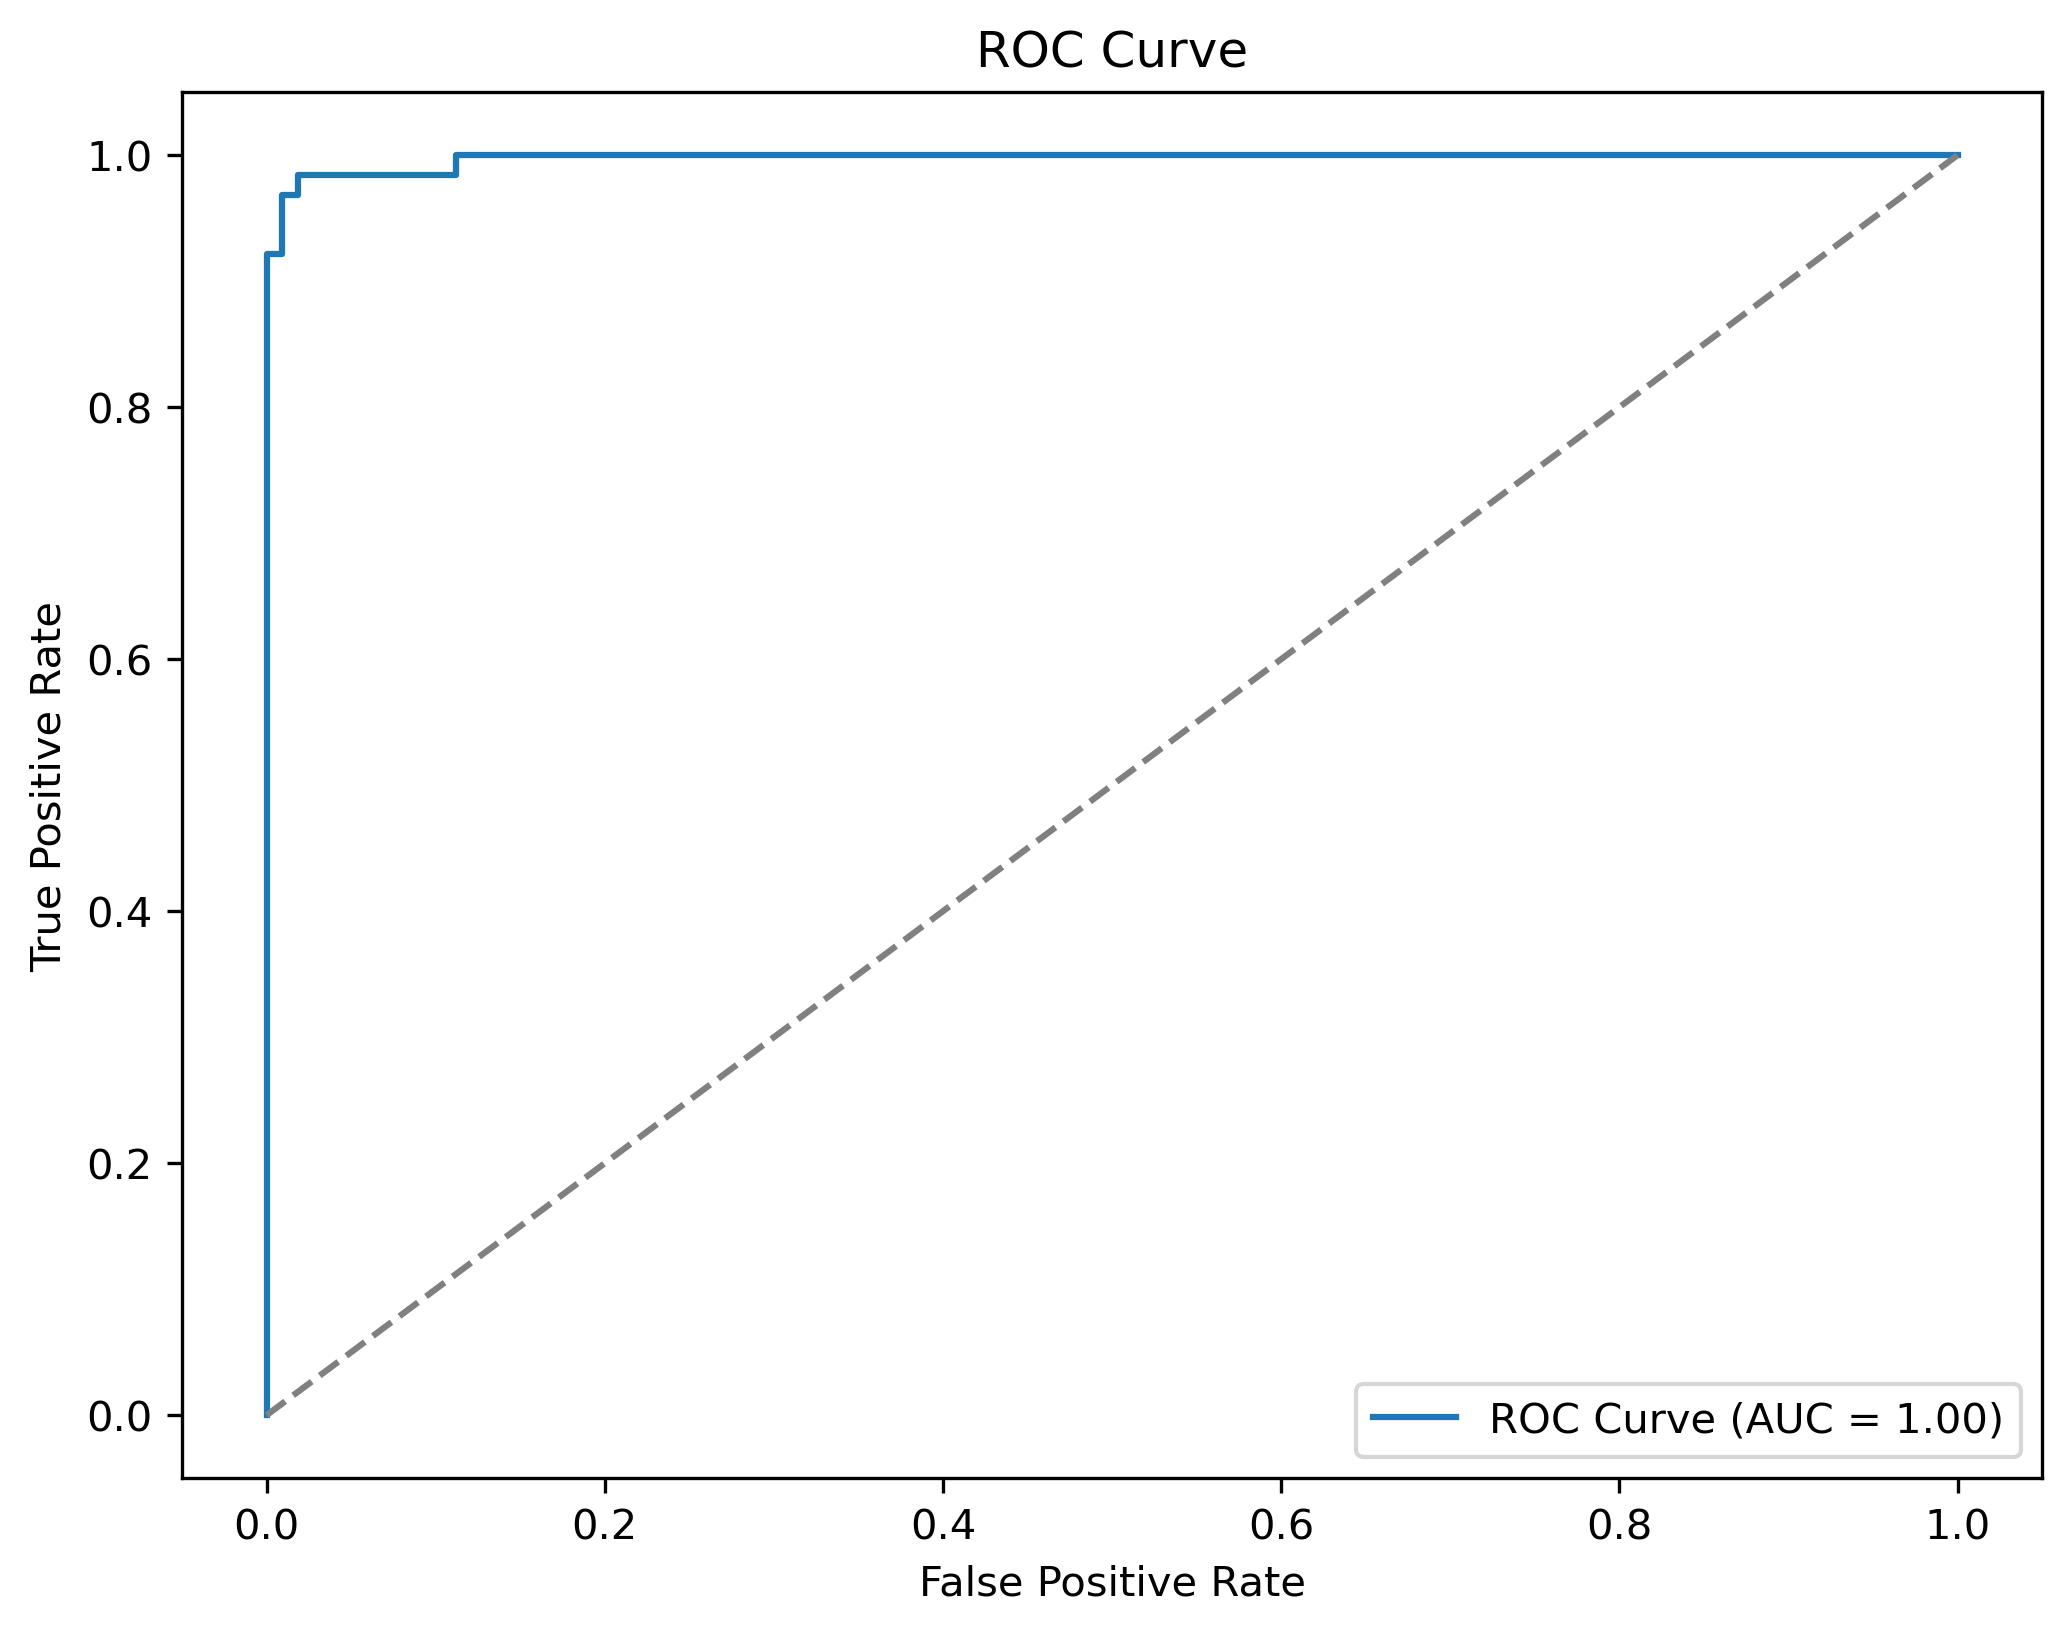 ROC Curve
True Positive Rate
1.0
0.8
0.6
0.4
0.2
0.0
ROC Curve (AUC = 1.00)
0.0 0.2 0.4 0.6 0.8 1.0
False Positive Rate